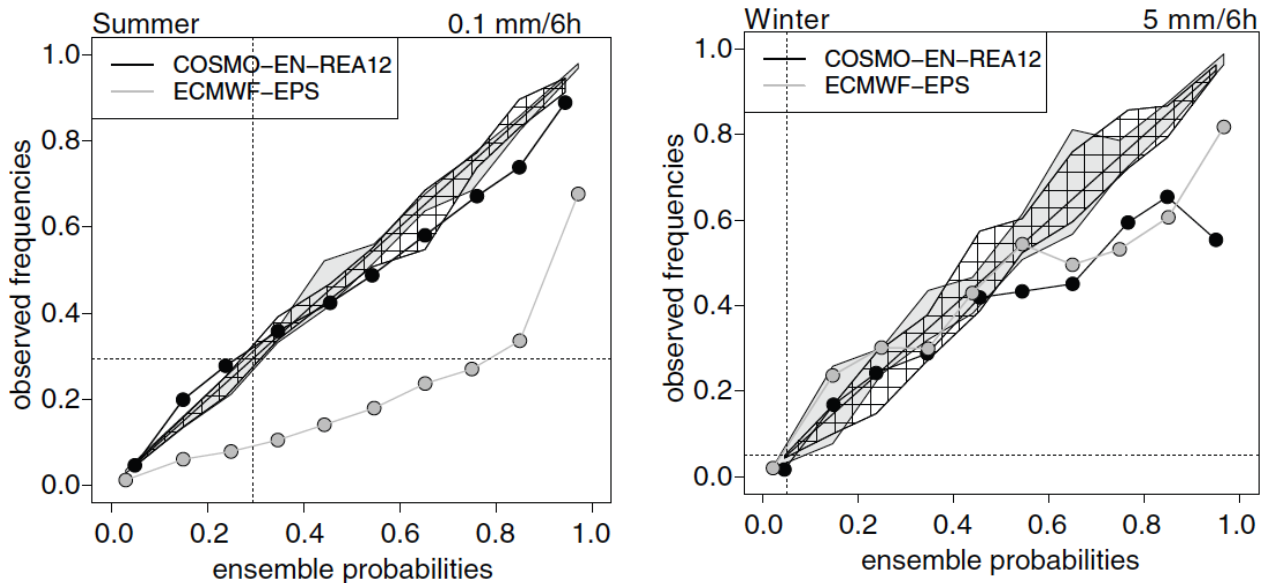 Summer 0.1 mm/6h
COSMO−EN−REA12
ECMWF−EPS
observed frequencies
1.0
0.8
0.6
0.4
0.2
0.0
0.0 0.2 0.4 0.6 0.8 1.0
ensemble probabilities
Winter 5 mm/6h
COSMO−EN−REA12
ECMWF−EPS
observed frequencies
1.0
0.8
0.6
0.4
0.2
0.0
0.0 0.2 0.4 0.6 0.8 1.0
ensemble probabilities